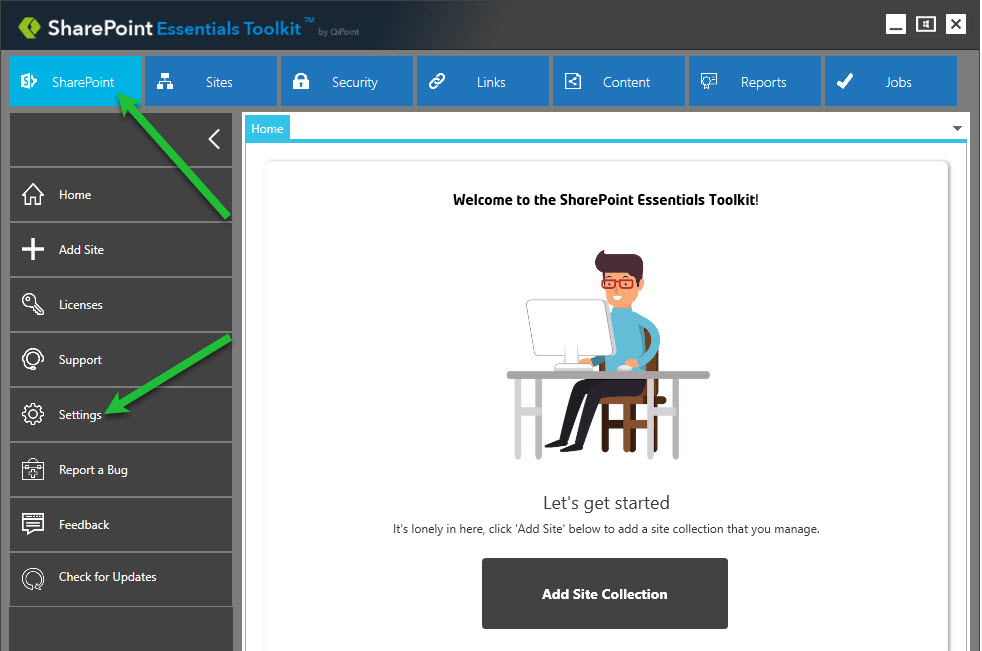 SharePoint Essentials Toolkit™ by QiPoint
SharePoint Sites Security Links Content Reports Jobs
Home
Add Site
Licenses
Support
Settings
Report a Bug
Feedback
Check for Updates
Home
Welcome to the SharePoint Essentials Toolkit!
Let's get started
It's lonely in here, click 'Add Site' below to add a site collection that you manage.
Add Site Collection